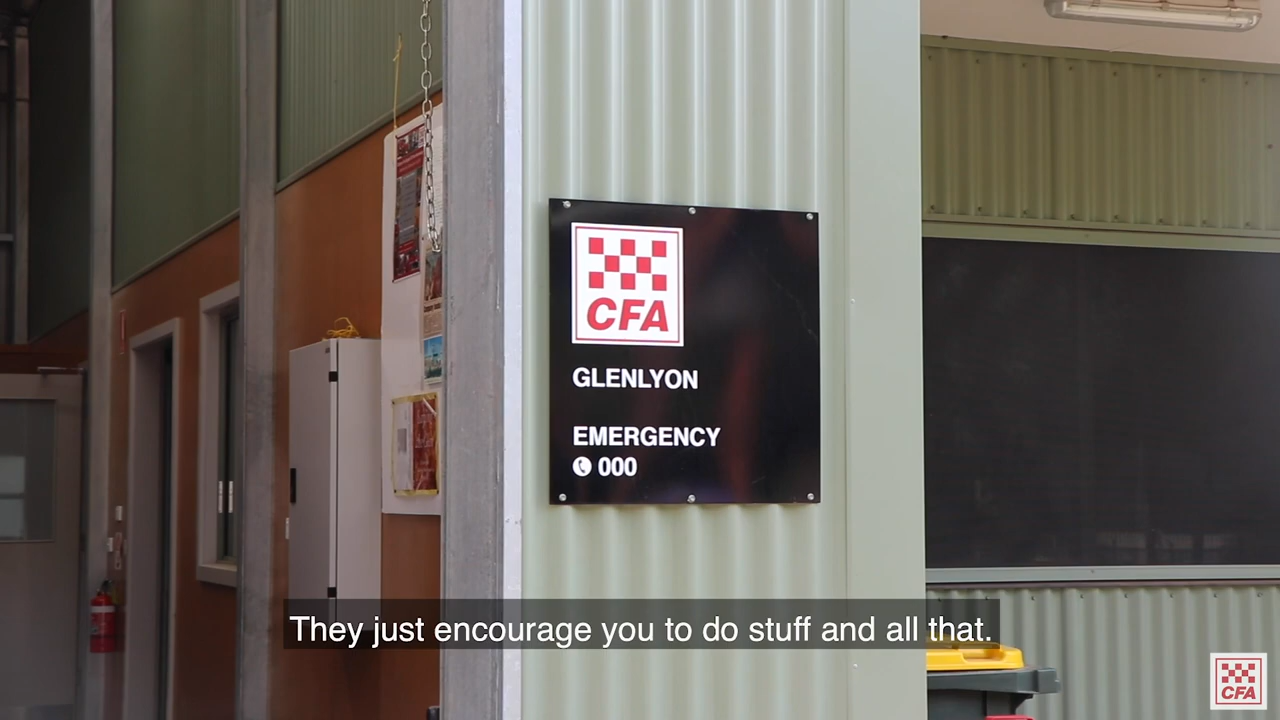 CFA
GLENLYON
EMERGENCY
000
They just encourage you to do stuff and all that.
CFA